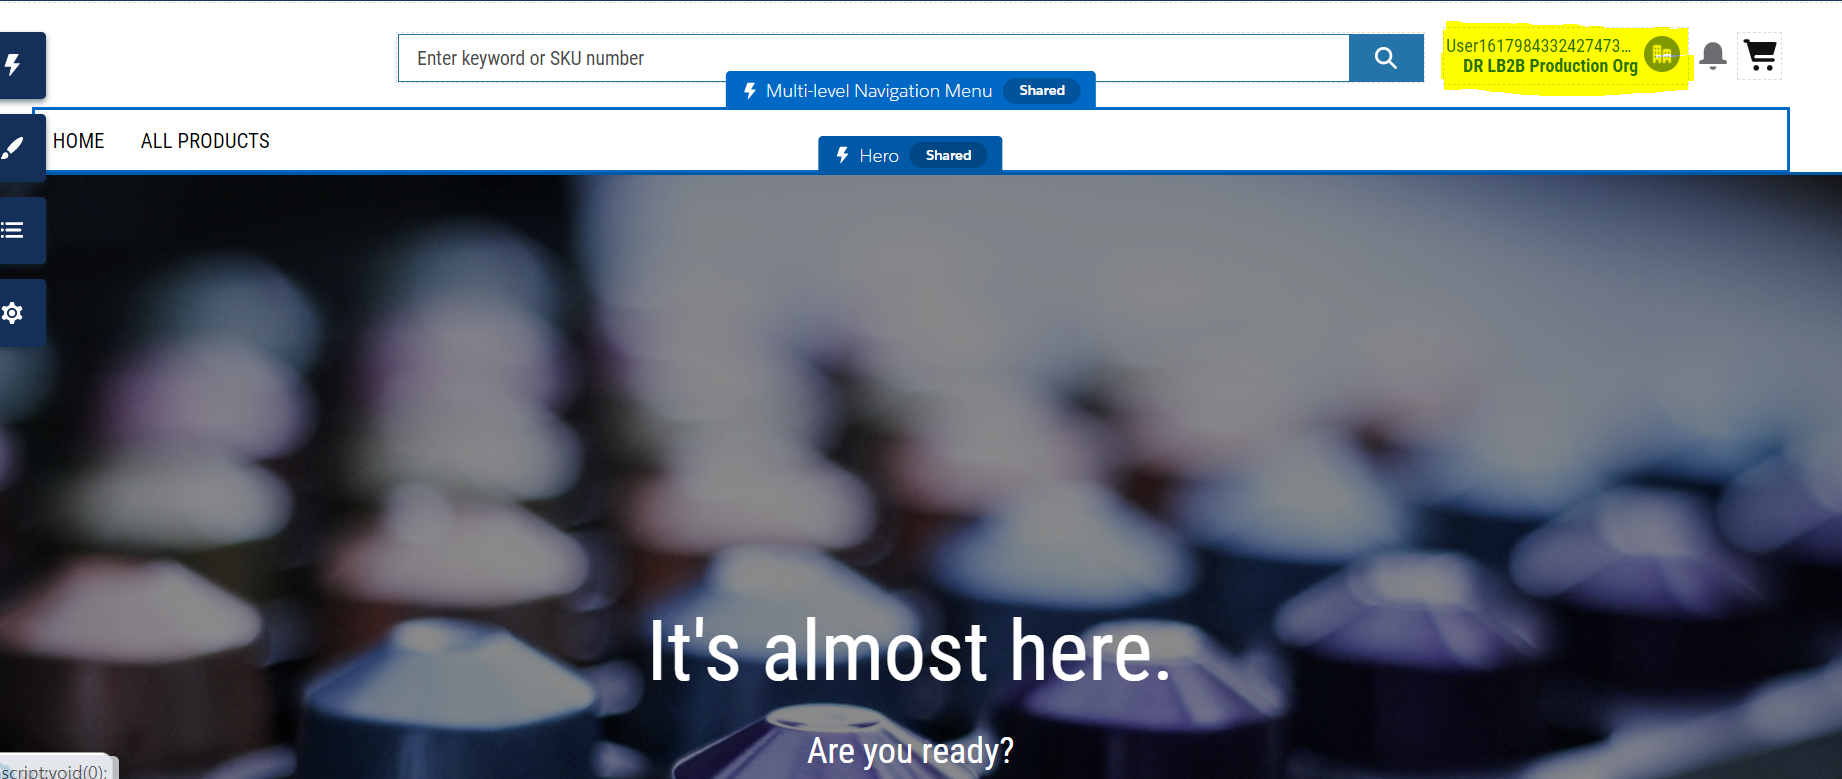 Enter keyword or SKU number
User1617984332427473...
DR LB2B Production Org
Multi-level Navigation Menu Shared
HOME ALL PRODUCTS
Hero Shared
It's almost here.
Are you ready?
script:void(0);